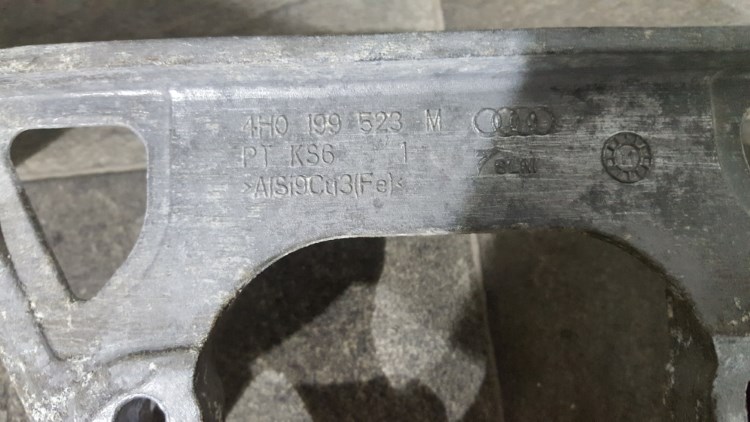 4H0 199 523 M
PT KS6 1
>AlSi9Cu3(Fe)<